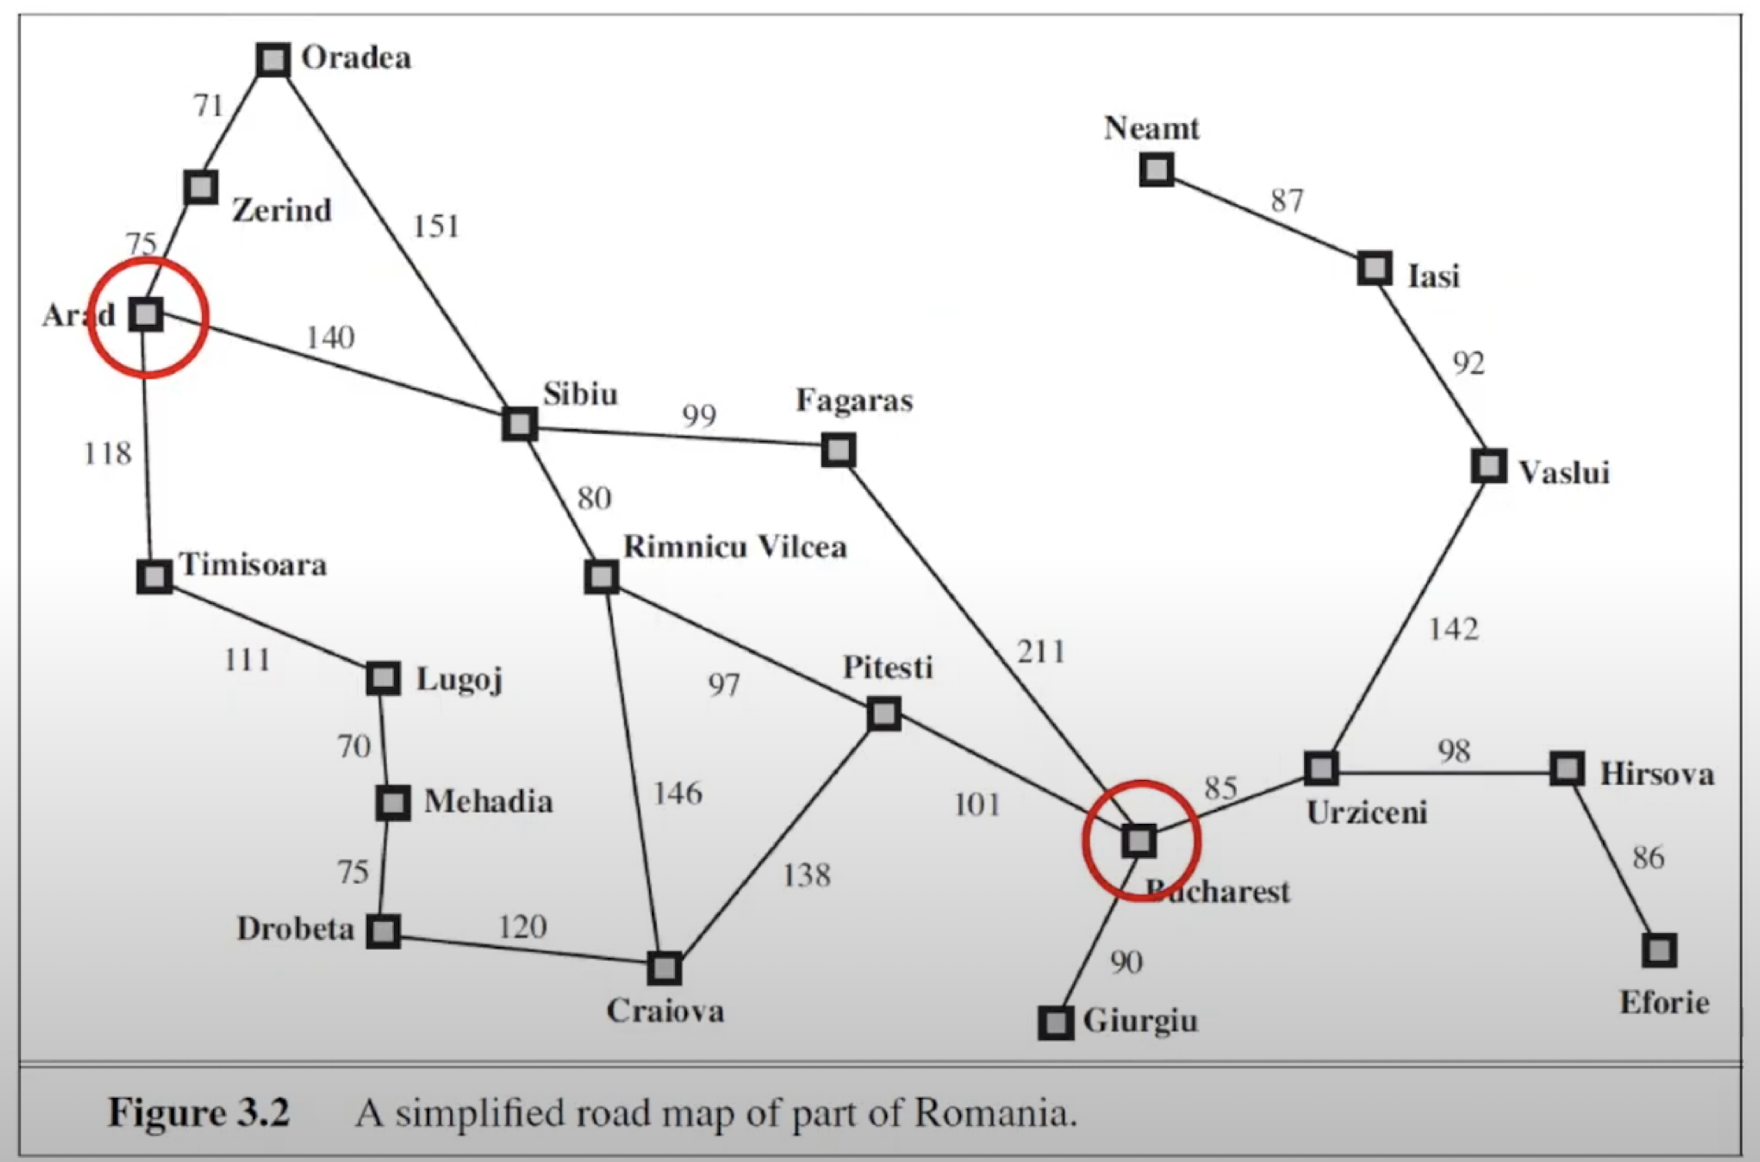 Oradea
71
Neamt
87
Zerind
151
75
Iasi
Arad
140
92
Sibiu
99
Fagaras
118
Vaslui
80
Rimnicu Vilcea
Timisoara
142
211
111
Lugoj
97
Pitesti
70
98
Hirsova
85
Mehadia
146
101
Urziceni
75
138
86
Bucharest
Drobeta
120
90
Craiova
Giurgiu
Eforie
Figure 3.2 A simplified road map of part of Romania.